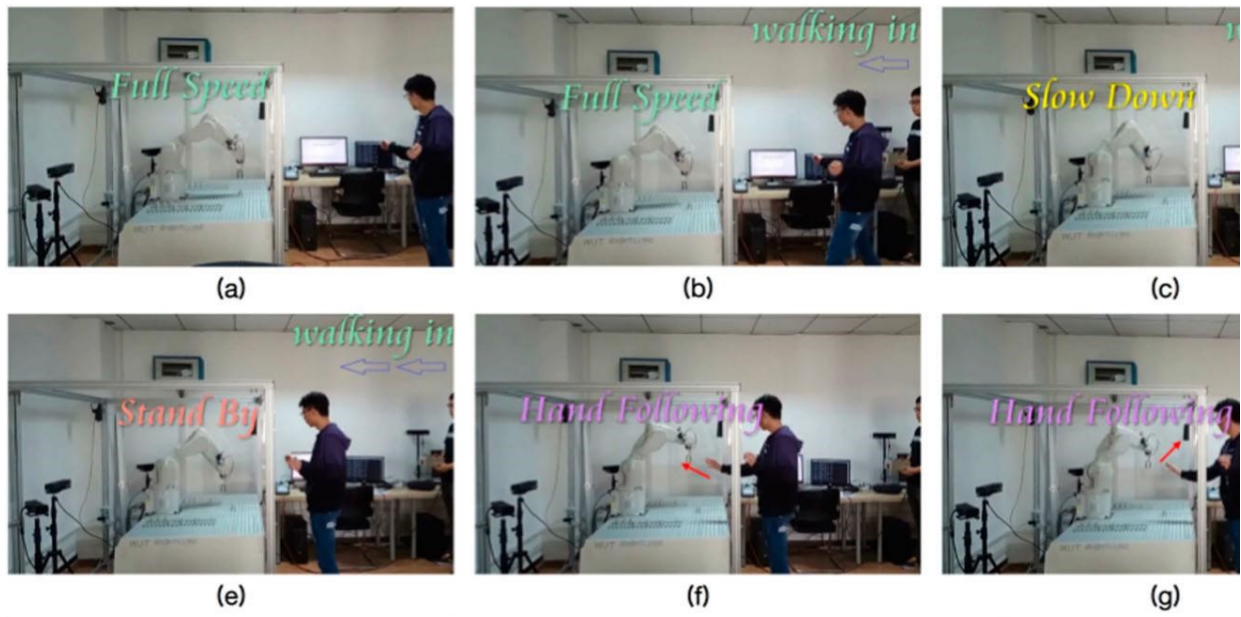 Full Speed
walking in
Full Speed
Slow Down
(a)
(b)
(c)
walking in
Stand By
Hand Following
Hand Following
(e)
(f)
(g)